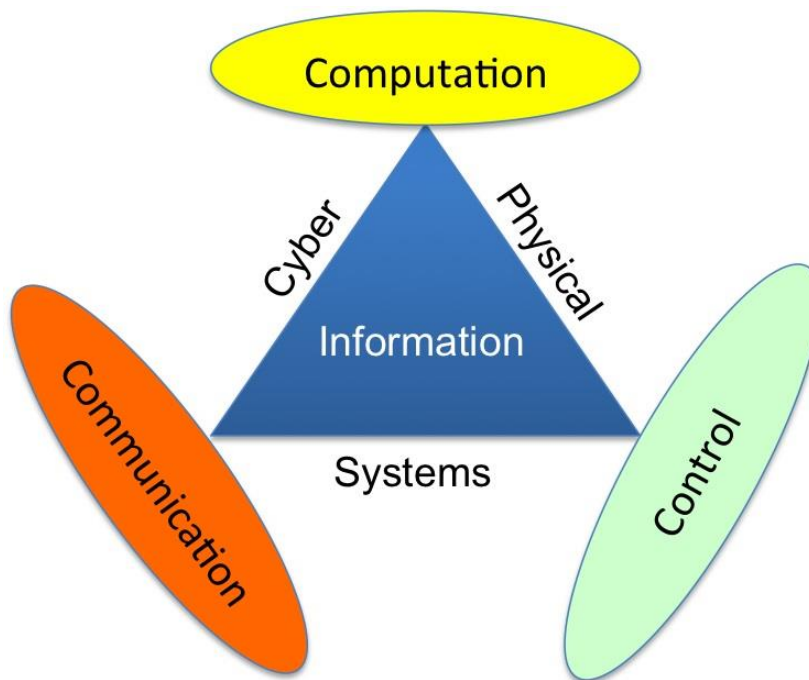 Computation
Cyber
Physical
Information
Communication
Systems
Control